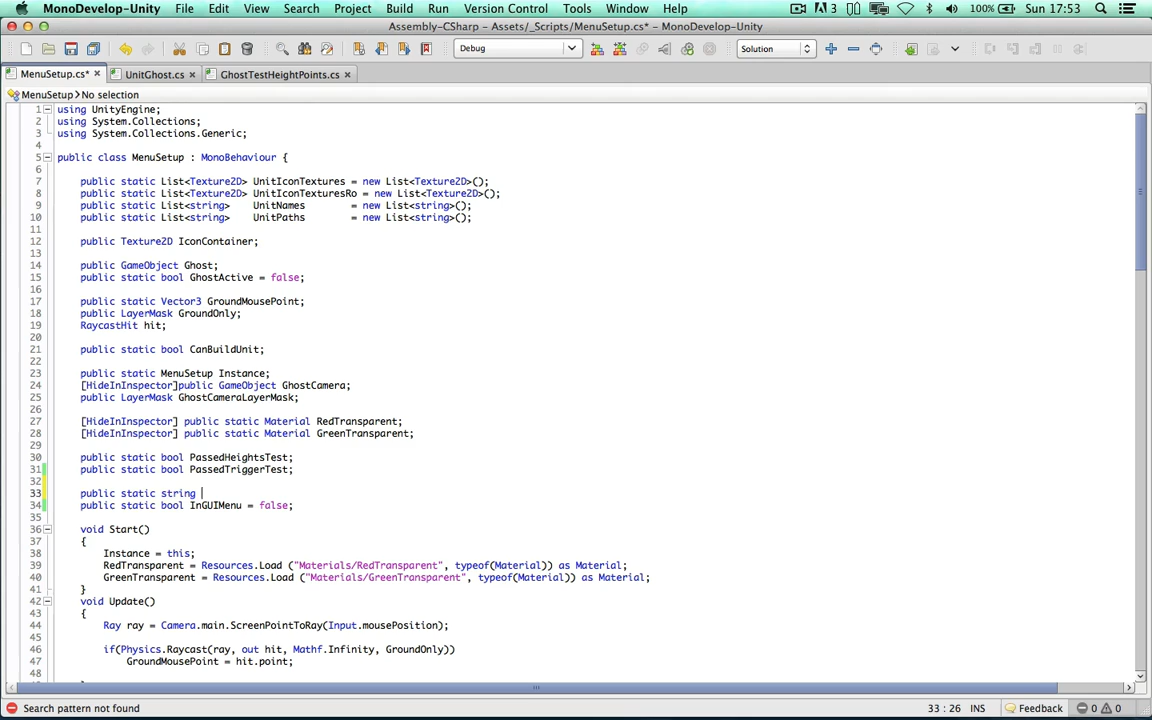 MonoDevelop-Unity File Edit View Search Project Build Run Version Control Tools Window Help 3 100% Sun 17:53
Assembly-CSharp - Assets/_Scripts/MenuSetup.cs* - MonoDevelop-Unity
Debug Solution
MenuSetup.cs* × UnitGhost.cs × GhostTestHeightPoints.cs ×
MenuSetup No selection
1 using UnityEngine;
2 using System.Collections;
3 using System.Collections.Generic;
4
5 public class MenuSetup : MonoBehaviour {
6
7 public static List<Texture2D> UnitIconTextures = new List<Texture2D>();
8 public static List<Texture2D> UnitIconTexturesRo = new List<Texture2D>();
9 public static List<string> UnitNames = new List<string>();
10 public static List<string> UnitPaths = new List<string>();
11
12 public Texture2D IconContainer;
13
14 public GameObject Ghost;
15 public static bool GhostActive = false;
16
17 public static Vector3 GroundMousePoint;
18 public LayerMask GroundOnly;
19 RaycastHit hit;
20
21 public static bool CanBuildUnit;
22
23 public static MenuSetup Instance;
24 [HideInInspector]public GameObject GhostCamera;
25 public LayerMask GhostCameraLayerMask;
26
27 [HideInInspector] public static Material RedTransparent;
28 [HideInInspector] public static Material GreenTransparent;
29
30 public static bool PassedHeightsTest;
31 public static bool PassedTriggerTest;
32
33 public static string
34 public static bool InGUIMenu = false;
35
36 void Start()
37 {
38 Instance = this;
39 RedTransparent = Resources.Load ("Materials/RedTransparent", typeof(Material)) as Material;
40 GreenTransparent = Resources.Load ("Materials/GreenTransparent", typeof(Material)) as Material;
41 }
42 void Update()
43 {
44 Ray ray = Camera.main.ScreenPointToRay(Input.mousePosition);
45
46 if(Physics.Raycast(ray, out hit, Mathf.Infinity, GroundOnly))
47 GroundMousePoint = hit.point;
48
Search pattern not found 33 : 26 INS Feedback 0 0